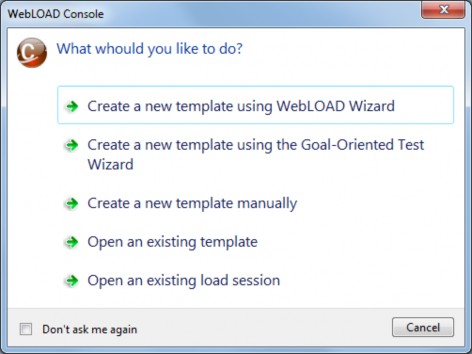 WebLOAD Console
What whould you like to do?
Create a new template using WebLOAD Wizard
Create a new template using the Goal-Oriented Test
Wizard
Create a new template manually
Open an existing template
Open an existing load session
Don't ask me again
Cancel